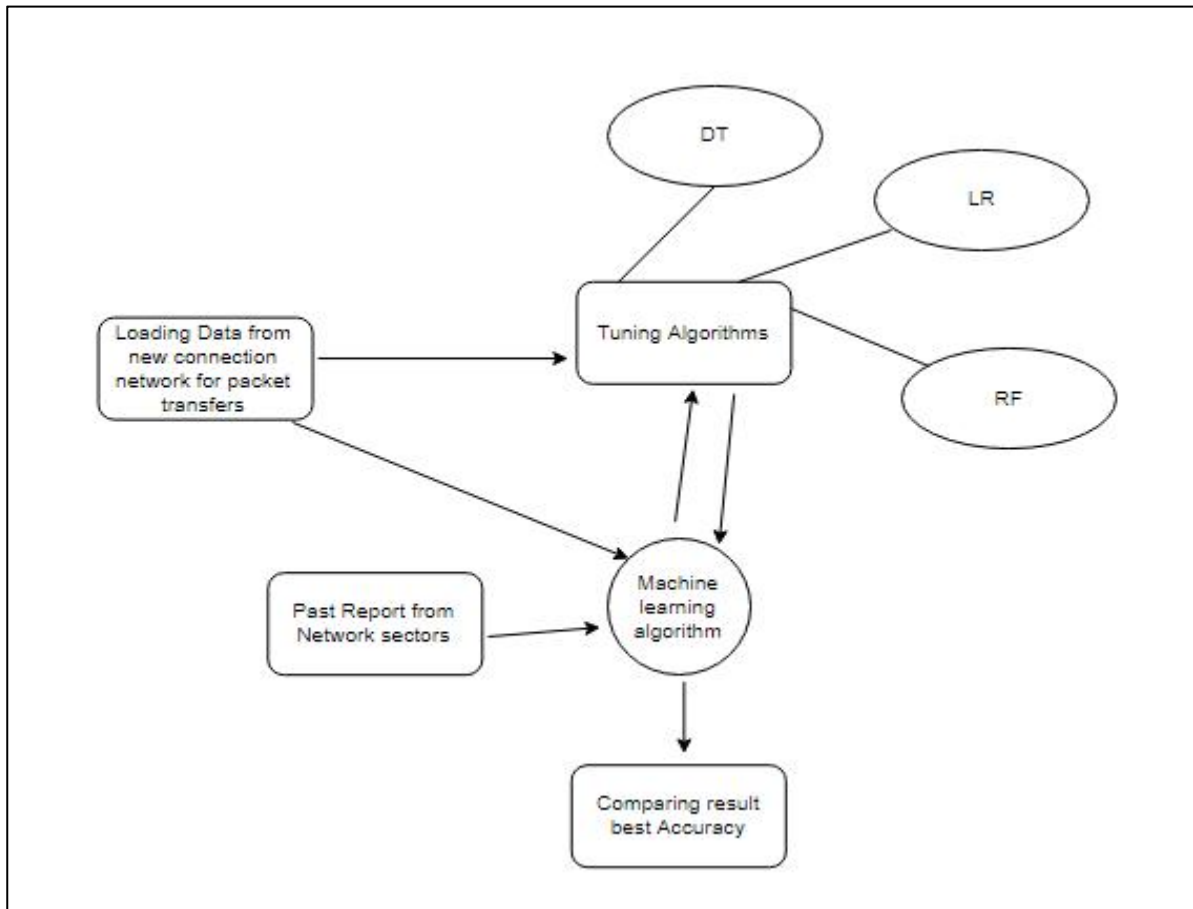 DT
LR
Loading Data from
new connection
network for packet
transfers
Tuning Algorithms
RF
Past Report from
Network sectors
Machine
learning
algorithm
Comparing result
best Accuracy